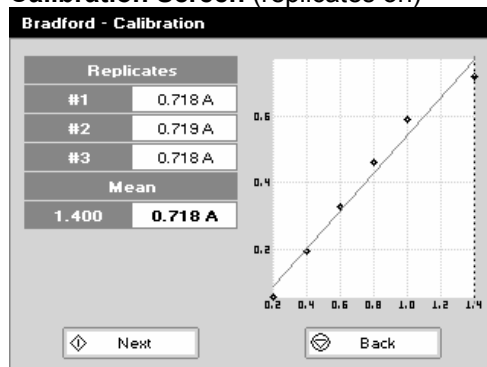 Calibration Screen (replicates on)
Bradford - Calibration
Replicates
#1 0.718 A
#2 0.719 A
#3 0.718 A
Mean
1.400 0.718 A
0.6
0.4
0.2
0.2 0.4 0.6 0.8 1.0 1.2 1.4
Next Back